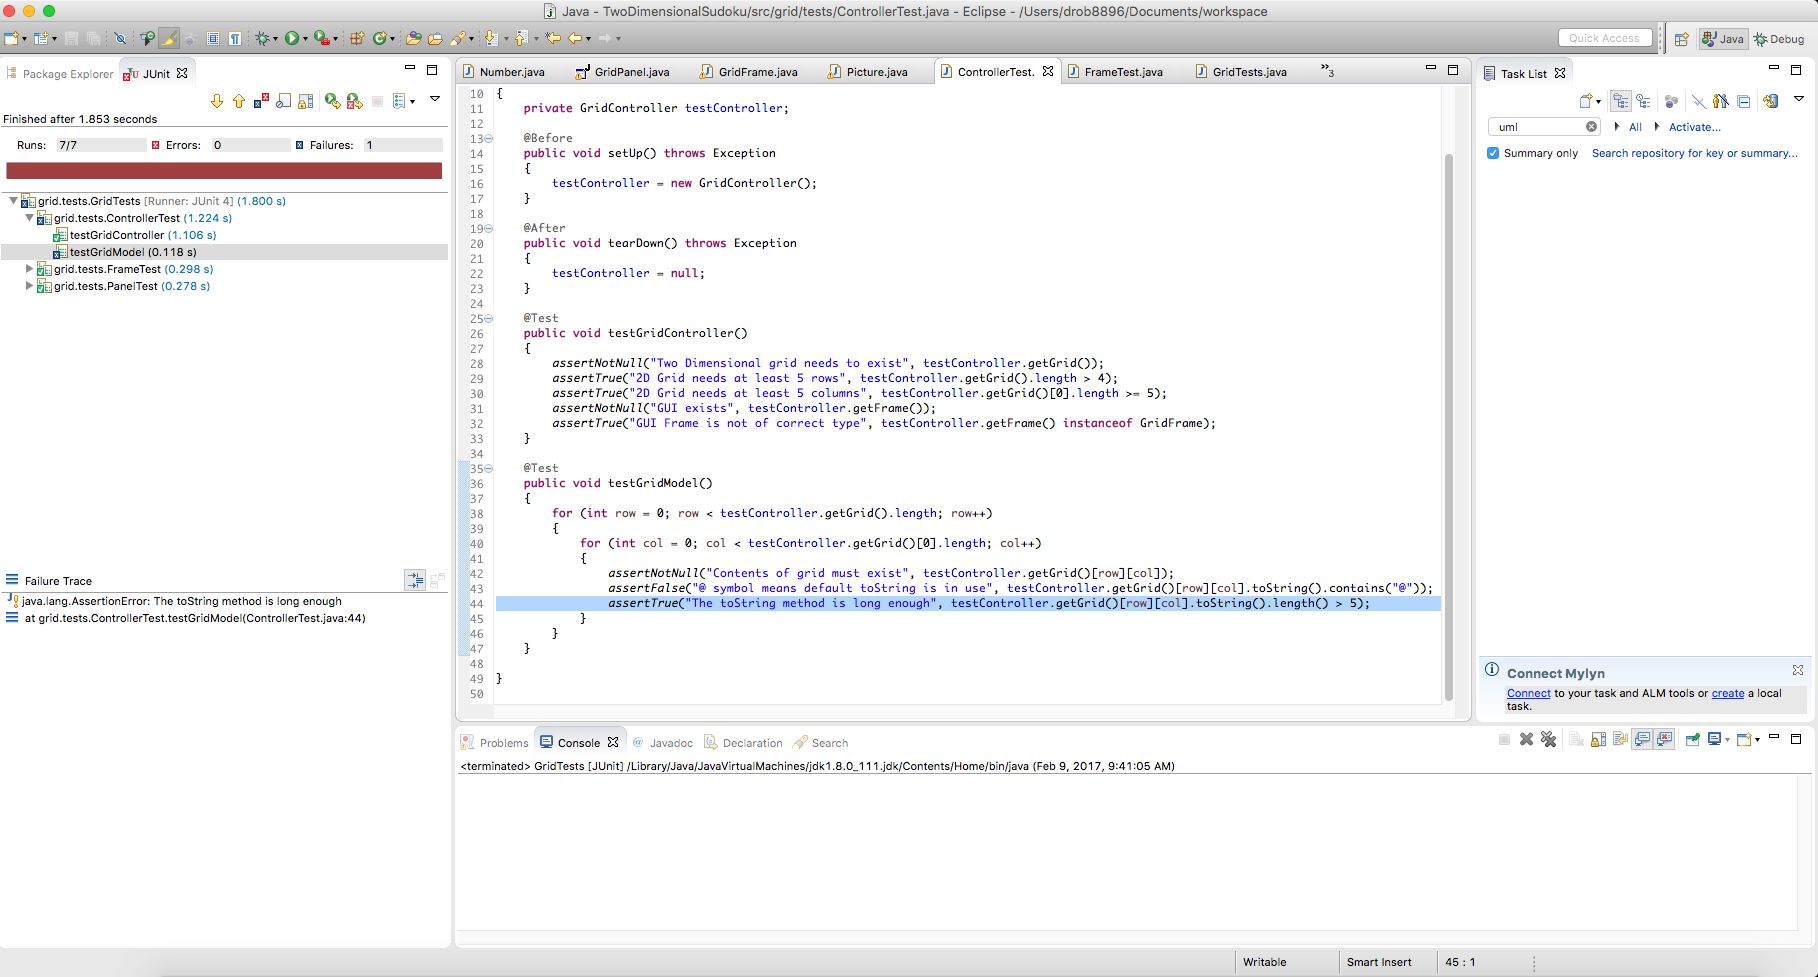 Java - TwoDimensionalSudoku/src/grid/tests/ControllerTest.java - Eclipse - /Users/drob8896/Documents/workspace
Quick Access
Java
Debug
Package Explorer
JUnit
Finished after 1.853 seconds
Runs: 7/7
Errors: 0
Failures: 1
grid.tests.GridTests [Runner: JUnit 4] (1.800 s)
grid.tests.ControllerTest (1.224 s)
testGridController (1.106 s)
testGridModel (0.118 s)
grid.tests.FrameTest (0.298 s)
grid.tests.PanelTest (0.278 s)
Failure Trace
java.lang.AssertionError: The toString method is long enough
at grid.tests.ControllerTest.testGridModel(ControllerTest.java:44)
Number.java
GridPanel.java
GridFrame.java
Picture.java
ControllerTest.
FrameTest.java
GridTests.java
»3
10 {
11 private GridController testController;
12
13 @Before
14 public void setUp() throws Exception
15 {
16 testController = new GridController();
17 }
18
19 @After
20 public void tearDown() throws Exception
21 {
22 testController = null;
23 }
24
25 @Test
26 public void testGridController()
27 {
28 assertNotNull("Two Dimensional grid needs to exist", testController.getGrid());
29 assertTrue("2D Grid needs at least 5 rows", testController.getGrid().length > 4);
30 assertTrue("2D Grid needs at least 5 columns", testController.getGrid()[0].length >= 5);
31 assertNotNull("GUI exists", testController.getFrame());
32 assertTrue("GUI Frame is not of correct type", testController.getFrame() instanceof GridFrame);
33 }
34
35 @Test
36 public void testGridModel()
37 {
38 for (int row = 0; row < testController.getGrid().length; row++)
39 {
40 for (int col = 0; col < testController.getGrid()[0].length; col++)
41 {
42 assertNotNull("Contents of grid must exist", testController.getGrid()[row][col]);
43 assertFalse("@ symbol means default toString is in use", testController.getGrid()[row][col].toString().contains("@"));
44 assertTrue("The toString method is long enough", testController.getGrid()[row][col].toString().length() > 5);
45 }
46 }
47 }
48
49 }
50
Task List
uml
All
Activate...
Summary only
Search repository for key or summary...
Connect Mylyn
Connect to your task and ALM tools or create a local
task.
Problems
Console
@ Javadoc
Declaration
Search
<terminated> GridTests [JUnit] /Library/Java/JavaVirtualMachines/jdk1.8.0_111.jdk/Contents/Home/bin/java (Feb 9, 2017, 9:41:05 AM)
Writable
Smart Insert
45 : 1